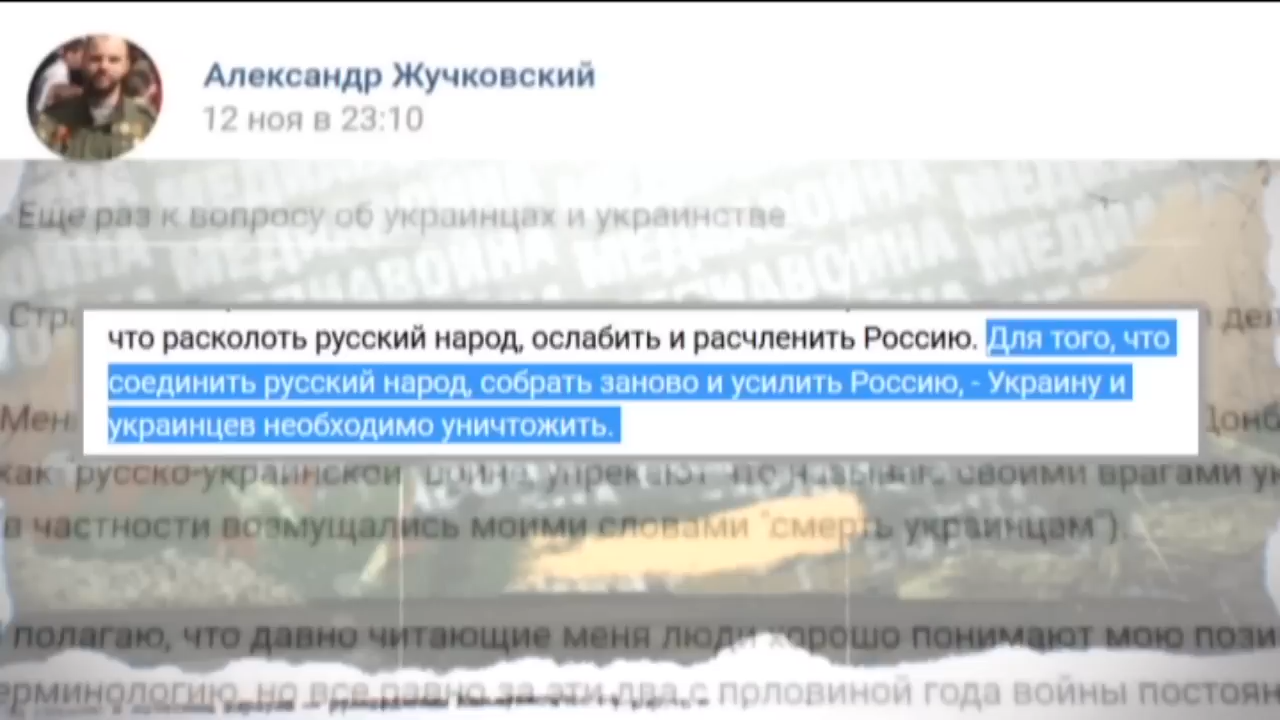 Александр Жучковский
12 ноя в 23:10
МЕДИАВОЙНА
Еще раз к вопросу об украинцах и украинстве
что расколоть русский народ, ослабить и расчленить Россию. Для того, что
соединить русский народ, собрать заново и усилить Россию, - Украину и
украинцев необходимо уничтожить.
как "русско-украинской" своими врагами
в частности возмущались моими словами "смерть украинцам").
полагаю, что давно читающие меня люди хорошо понимают мою
но все равно за эти два с половиной года войны